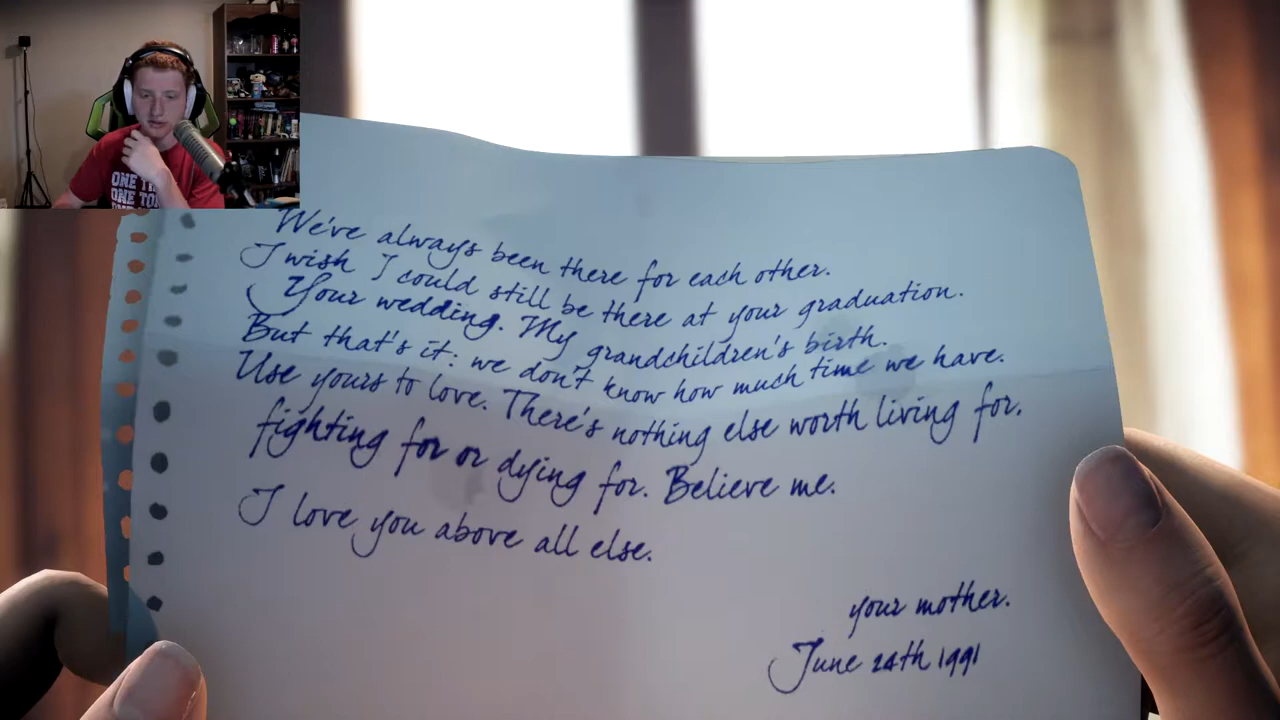 ONE T
ONE TO
We've always been there for each other.
I wish I could still be there at your graduation.
Your wedding. My grandchildren's birth.
But that's it: we don't know how much time we have.
Use yours to love. There's nothing else worth living for.
fighting for or dying for. Believe me.
I love you above all else.
your mother.
June 24th 1991